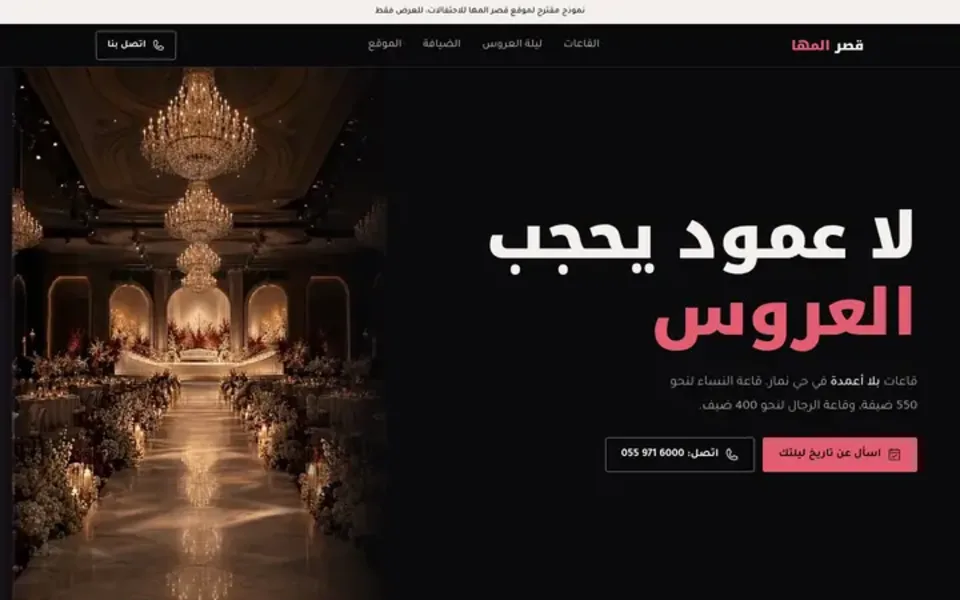 نموذج مقترح لموقع قصر المها للاحتفالات، للعرض فقط
قصر المها
القاعات
ليلة العروس
الضيافة
الموقع
اتصل بنا
لا عمود يحجب
العروس
قاعات بلا أعمدة في حي نمار. قاعة النساء لنحو
550 ضيفة، وقاعة الرجال لنحو 400 ضيف.
اسأل عن تاريخ ليلتك
اتصل: 6000 971 055